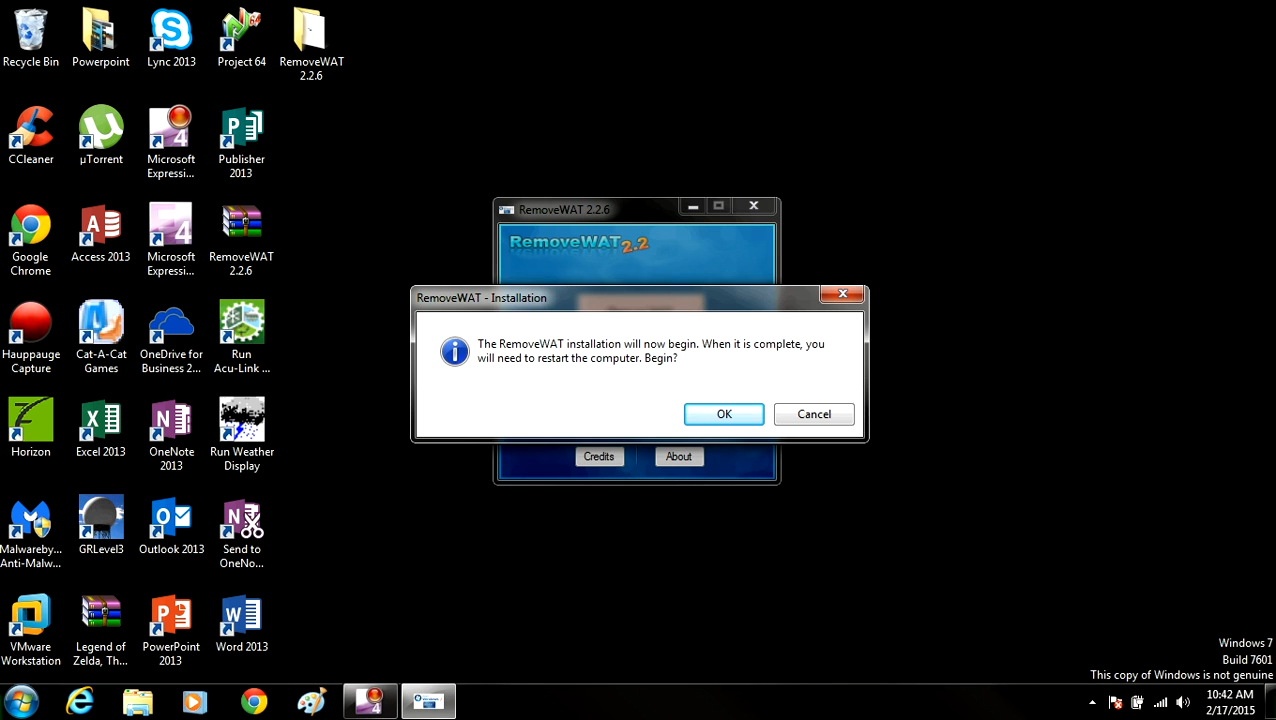 Recycle Bin
Powerpoint
Lync 2013
Project 64
RemoveWAT
2.2.6
CCleaner
µTorrent
Microsoft
Expressi...
4
Publisher
2013
Google
Chrome
Access 2013
Microsoft
Expressi...
4
RemoveWAT
2.2.6
Hauppauge
Capture
Cat-A-Cat
Games
OneDrive for
Business 2...
Run
Acu-Link ...
Horizon
Excel 2013
OneNote
2013
Run Weather
Display
Malwareby...
Anti-Malw...
GRLevel3
Outlook 2013
Send to
OneNo...
VMware
Workstation
Legend of
Zelda, Th...
PowerPoint
2013
Word 2013
RemoveWAT 2.2.6
RemoveWAT2.2
RemoveWAT - Installation
The RemoveWAT installation will now begin. When it is complete, you
will need to restart the computer. Begin?
OK
Cancel
Credits
About
Windows 7
Build 7601
This copy of Windows is not genuine
10:42 AM
2/17/2015